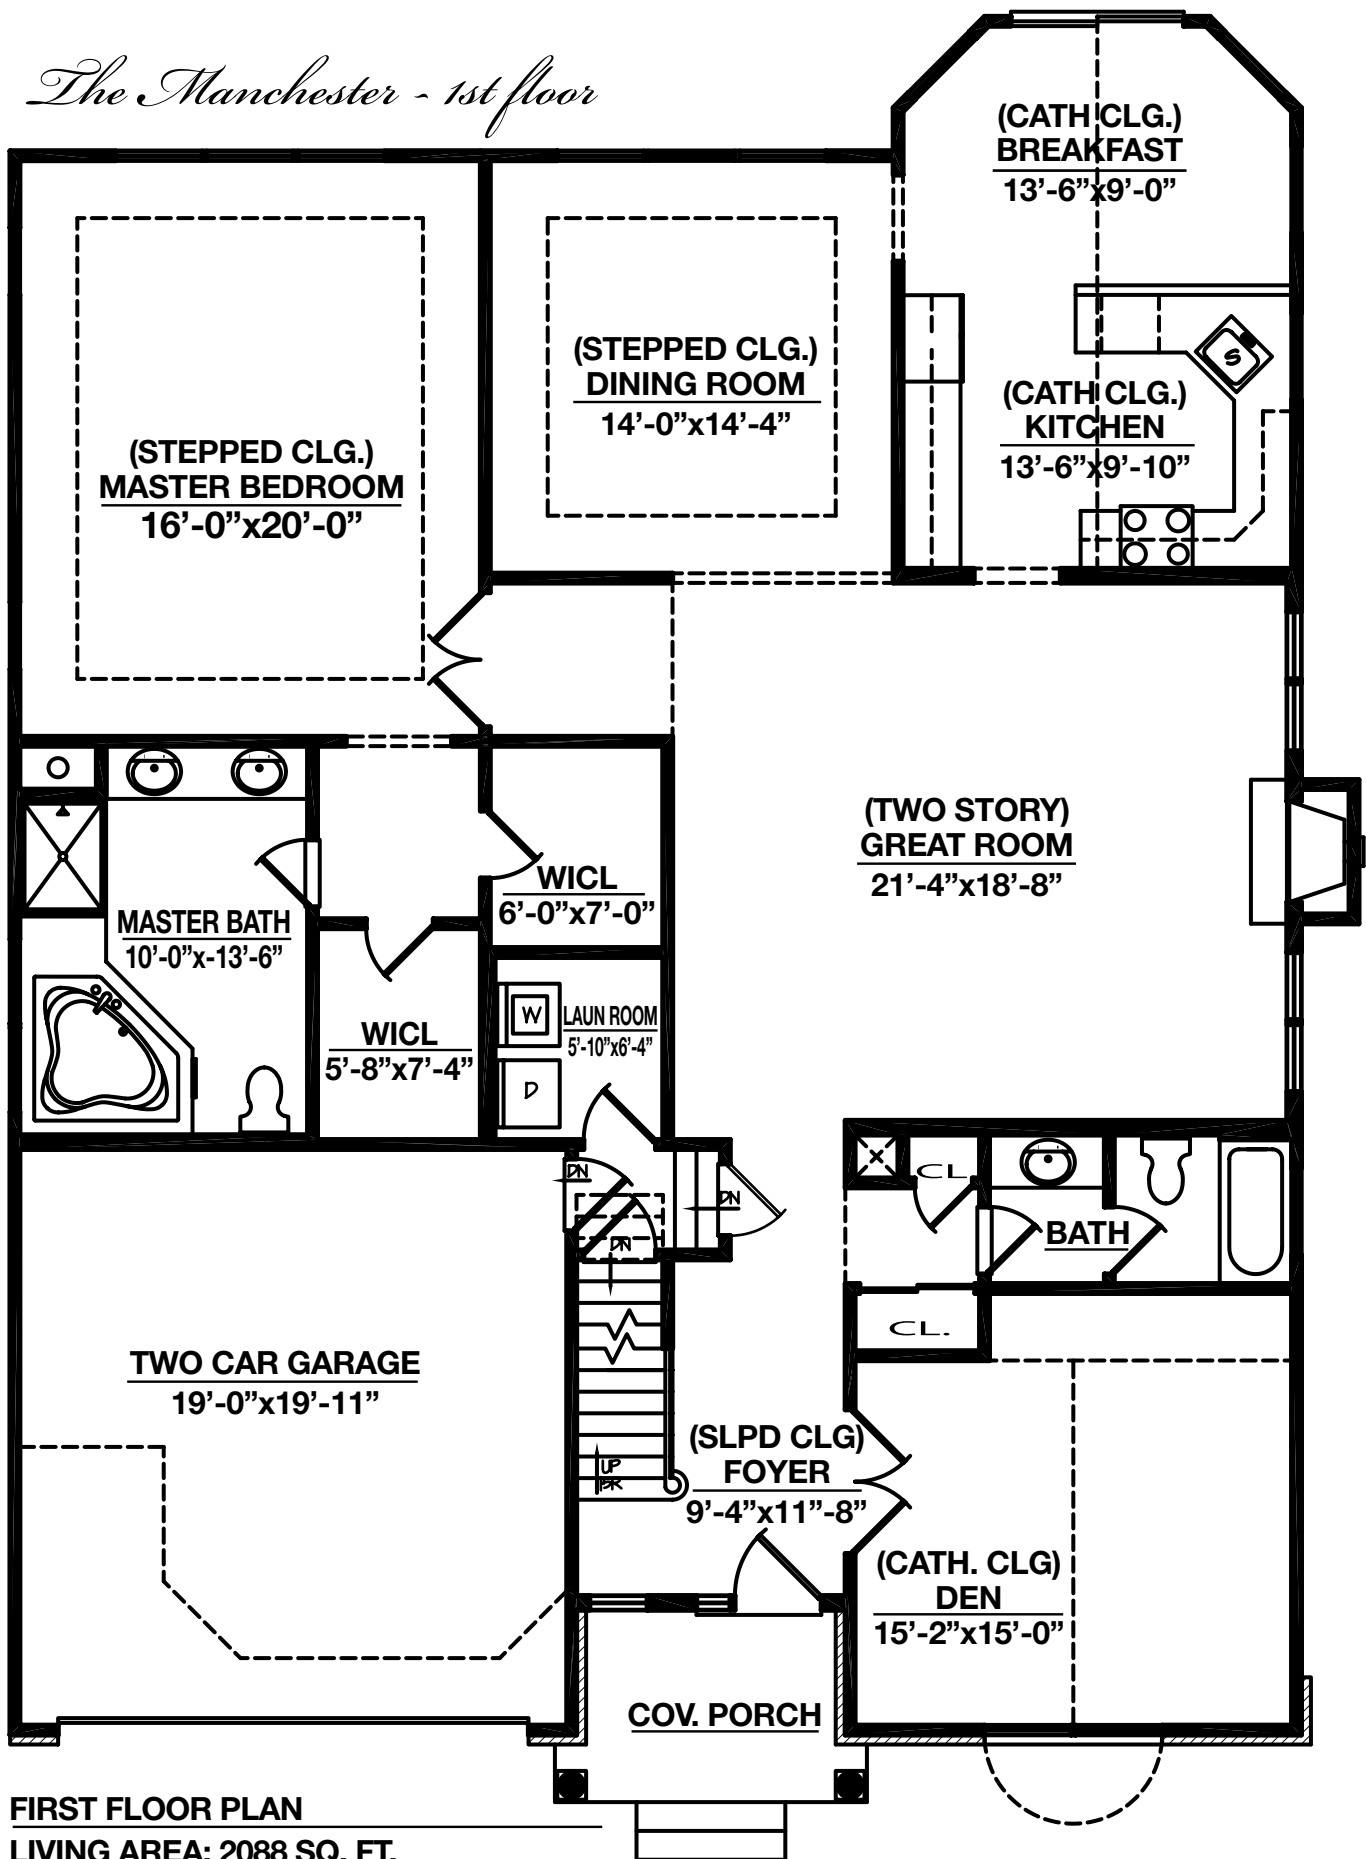 The Manchester - 1st floor
(CATH CLG.)
BREAKFAST
13'-6”x9’-0”
(STEPPED CLG.)
DINING ROOM
14’-0”x14’-4”
(CATH CLG.)
KITCHEN
13’-6”x9’-10”
S
(STEPPED CLG.)
MASTER BEDROOM
16’-0”x20’-0”
(TWO STORY)
GREAT ROOM
21’-4”x18’-8”
WICL
6’-0”x7’-0”
MASTER BATH
10’-0”x-13’-6”
WICL
5’-8”x7’-4”
W
LAUN ROOM
5’-10”x6’-4”
D
DN
DN
DN
CL
BATH
CL.
TWO CAR GARAGE
19’-0”x19’-11”
UP
(SLPD CLG)
FOYER
9’-4”x11”-8”
(CATH. CLG)
DEN
15’-2”x15’-0”
COV. PORCH
FIRST FLOOR PLAN
LIVING AREA: 2088 SQ. FT.